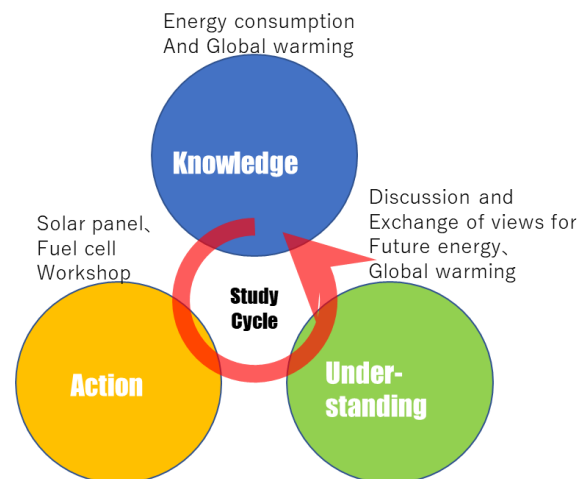 Energy consumption
And Global warming
Knowledge
Discussion and
Exchange of views for
Future energy、
Global warming
Solar panel、
Fuel cell
Workshop
Study
Cycle
Action
Under-
standing